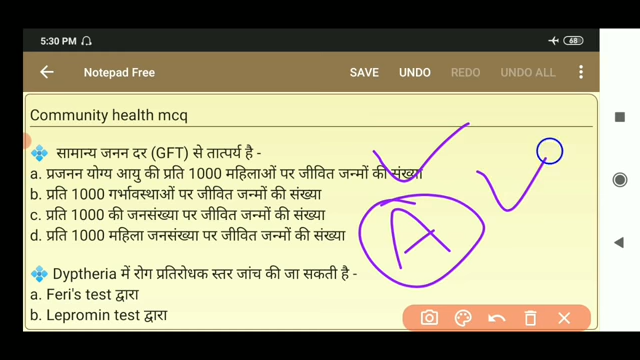 5:30 PM
68
Notepad Free
SAVE
UNDO
REDO
UNDO ALL
Community health mcq
सामान्य जनन दर (GFT) से तात्पर्य है -
a. प्रजनन योग्य आयु की प्रति 1000 महिलाओं पर जीवित जन्मों की संख्या
b. प्रति 1000 गर्भावस्थाओं पर जीवित जन्मों की संख्या
c. प्रति 1000 की जनसंख्या पर जीवित जन्मों की संख्या
d. प्रति 1000 महिला जनसंख्या पर जीवित जन्मों की संख्या
A
Dyptheria में रोग प्रतिरोधक स्तर जांच की जा सकती है -
a. Feri's test द्वारा
b. Lepromin test द्वारा